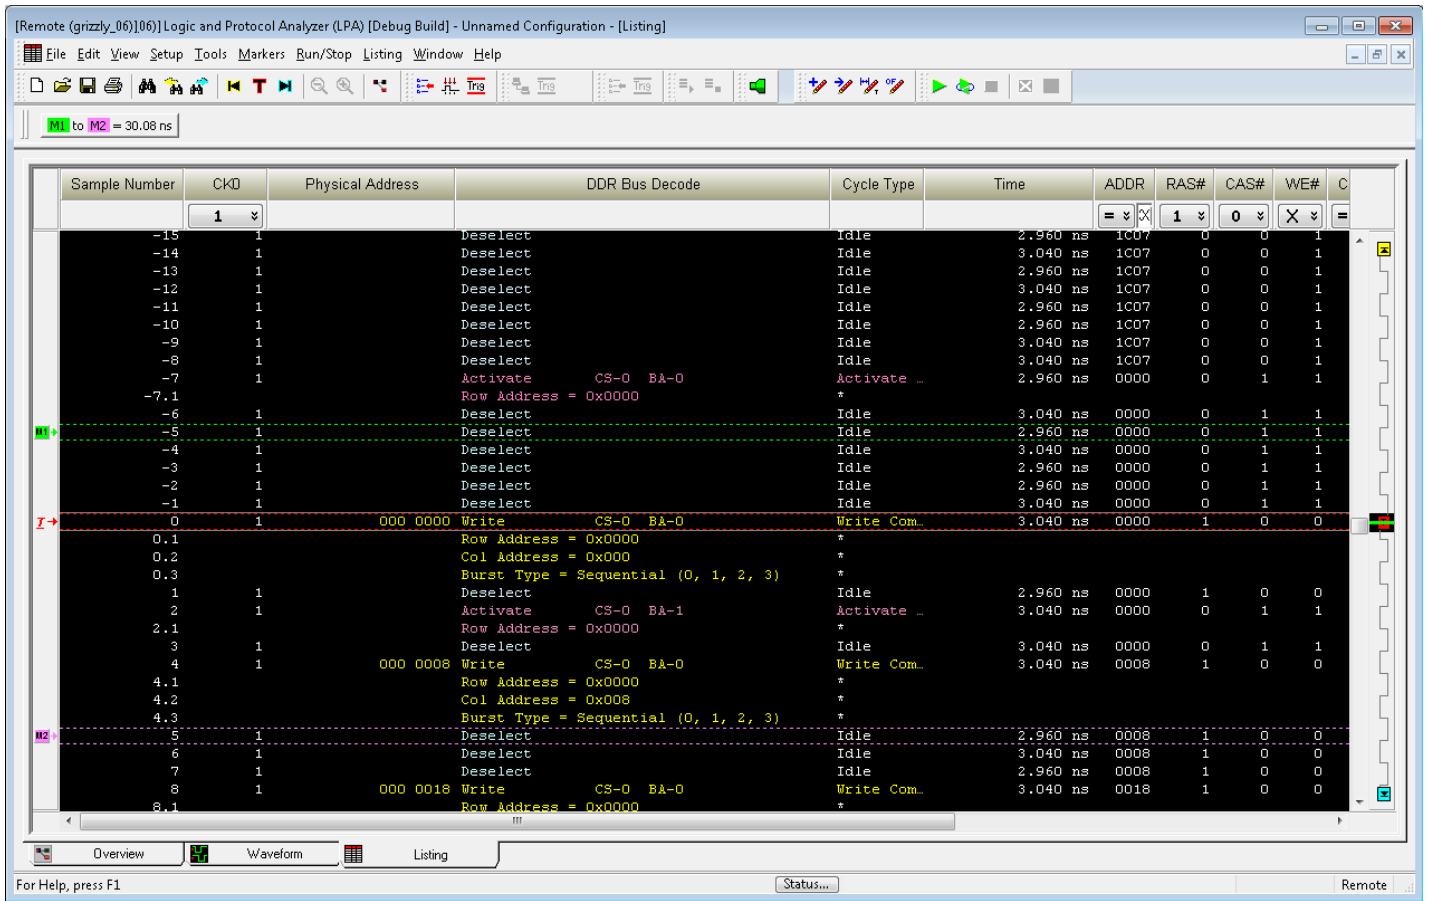 [Remote (grizzly_06)]06)] Logic and Protocol Analyzer (LPA) [Debug Build] - Unnamed Configuration - [Listing]
File Edit View Setup Tools Markers Run/Stop Listing Window Help
T Trig Trig Trig
M1 to M2 = 30.08 ns
Sample Number CK0 Physical Address DDR Bus Decode Cycle Type Time ADDR RAS# CAS# WE# C
1 = X 1 0 X =
-15 1 Deselect Idle 2.960 ns 1C07 0 0 1
-14 1 Deselect Idle 3.040 ns 1C07 0 0 1
-13 1 Deselect Idle 2.960 ns 1C07 0 0 1
-12 1 Deselect Idle 3.040 ns 1C07 0 0 1
-11 1 Deselect Idle 2.960 ns 1C07 0 0 1
-10 1 Deselect Idle 2.960 ns 1C07 0 0 1
-9 1 Deselect Idle 3.040 ns 1C07 0 0 1
-8 1 Deselect Idle 3.040 ns 1C07 0 0 1
-7 1 Activate CS-0 BA-0 Activate … 2.960 ns 0000 0 1 1
-7.1 Row Address = 0x0000 *
-6 1 Deselect Idle 3.040 ns 0000 0 1 1
M1 -5 1 Deselect Idle 2.960 ns 0000 0 1 1
-4 1 Deselect Idle 3.040 ns 0000 0 1 1
-3 1 Deselect Idle 2.960 ns 0000 0 1 1
-2 1 Deselect Idle 2.960 ns 0000 0 1 1
-1 1 Deselect Idle 3.040 ns 0000 0 1 1
T 0 1 000 0000 Write CS-0 BA-0 Write Com… 3.040 ns 0000 1 0 0
0.1 Row Address = 0x0000 *
0.2 Col Address = 0x000 *
0.3 Burst Type = Sequential (0, 1, 2, 3) *
1 1 Deselect Idle 2.960 ns 0000 1 0 0
2 1 Activate CS-0 BA-1 Activate … 3.040 ns 0000 0 1 1
2.1 Row Address = 0x0000 *
3 1 Deselect Idle 3.040 ns 0000 0 1 1
4 1 000 0008 Write CS-0 BA-0 Write Com… 3.040 ns 0008 1 0 0
4.1 Row Address = 0x0000 *
4.2 Col Address = 0x008 *
4.3 Burst Type = Sequential (0, 1, 2, 3) *
M2 5 1 Deselect Idle 2.960 ns 0008 1 0 0
6 1 Deselect Idle 3.040 ns 0008 1 0 0
7 1 Deselect Idle 2.960 ns 0008 1 0 0
8 1 000 0018 Write CS-0 BA-0 Write Com… 3.040 ns 0018 1 0 0
8.1 Row Address = 0x0000 *
Overview Waveform Listing
For Help, press F1 Status... Remote